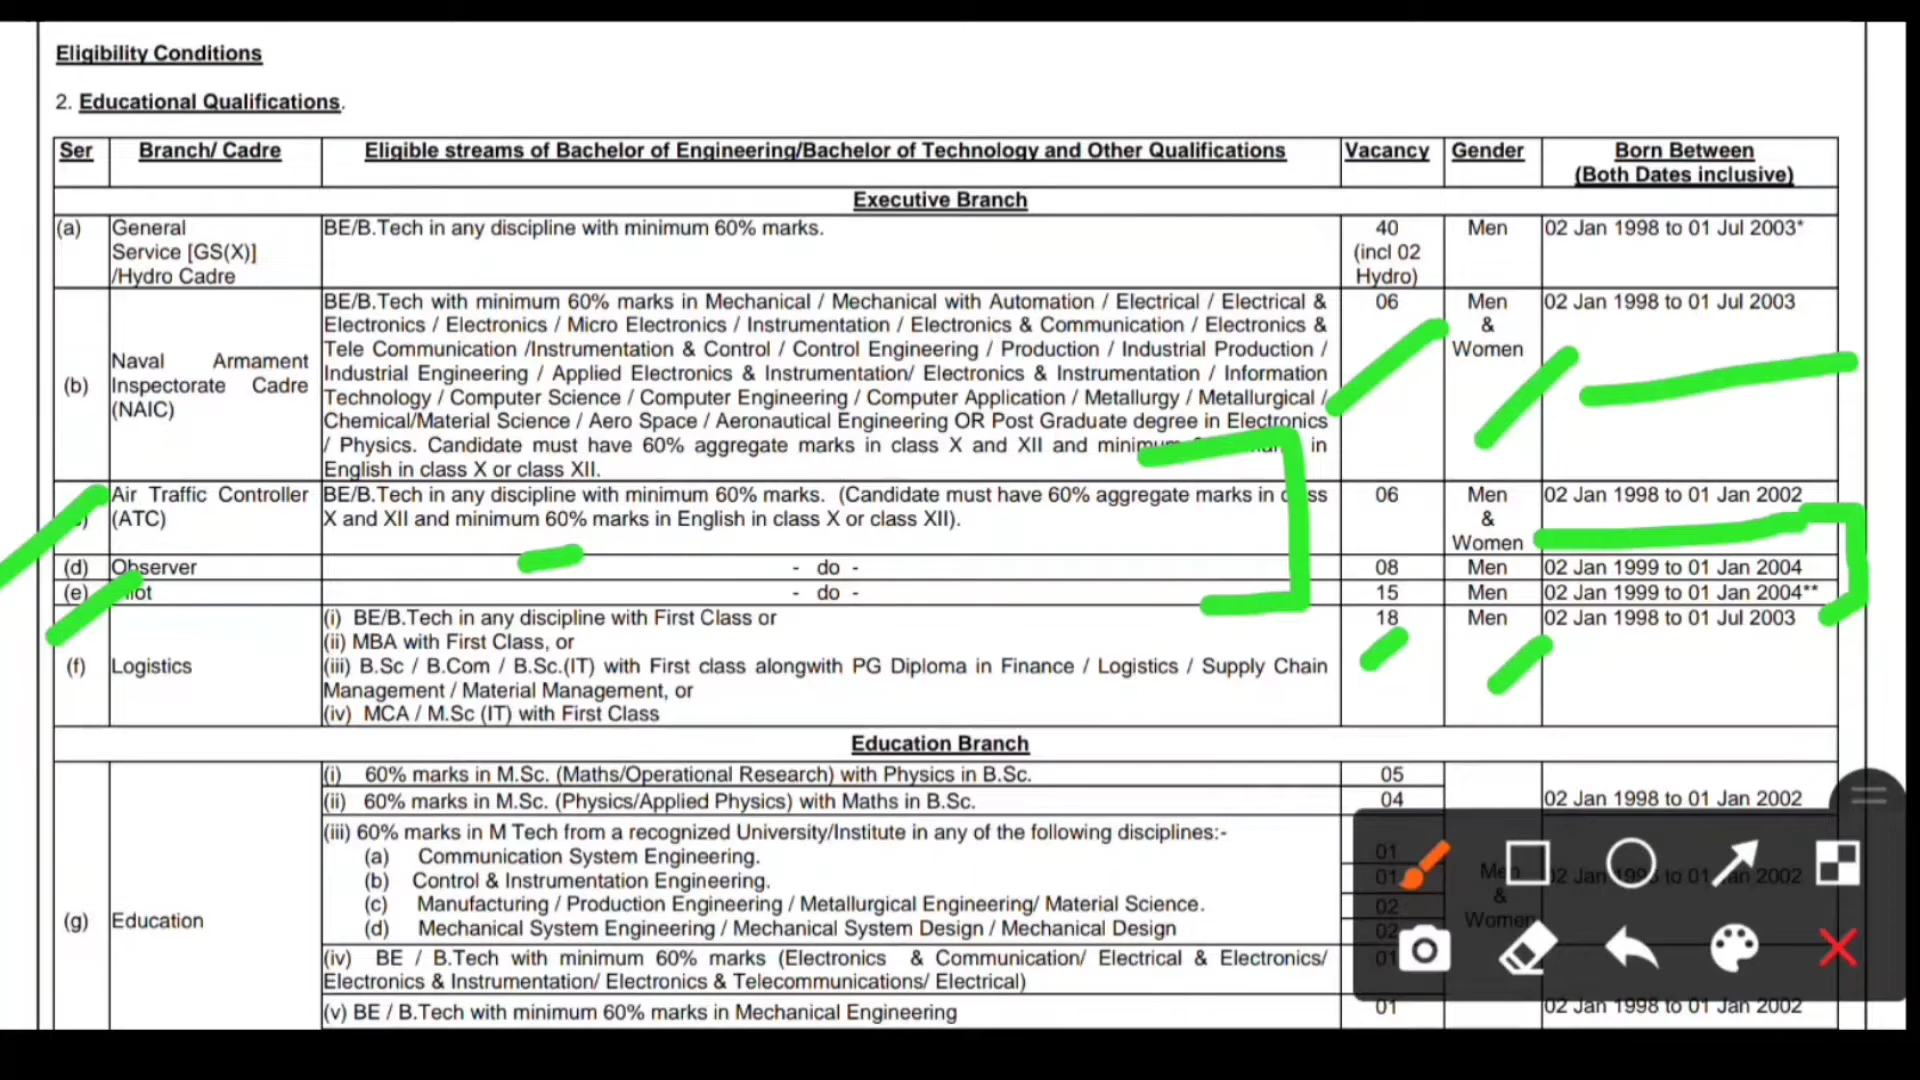 Eligibility Conditions
2. Educational Qualifications.
Ser Branch/ Cadre Eligible streams of Bachelor of Engineering/Bachelor of Technology and Other Qualifications Vacancy Gender Born Between
(Both Dates inclusive)
Executive Branch
(a) General BE/B.Tech in any discipline with minimum 60% marks. 40 Men 02 Jan 1998 to 01 Jul 2003*
Service [GS(X)] (incl 02
/Hydro Cadre Hydro)
BE/B.Tech with minimum 60% marks in Mechanical / Mechanical with Automation / Electrical / Electrical & 06 Men 02 Jan 1998 to 01 Jul 2003
Electronics / Electronics / Micro Electronics / Instrumentation / Electronics & Communication / Electronics & &
Tele Communication /Instrumentation & Control / Control Engineering / Production / Industrial Production / Women
Naval Armament
Industrial Engineering / Applied Electronics & Instrumentation/ Electronics & Instrumentation / Information
(b) Inspectorate Cadre
Technology / Computer Science / Computer Engineering / Computer Application / Metallurgy / Metallurgical /
(NAIC)
Chemical/Material Science / Aero Space / Aeronautical Engineering OR Post Graduate degree in Electronics
/ Physics. Candidate must have 60% aggregate marks in class X and XII and in
English in class X or class XII.
Air Traffic Controller BE/B.Tech in any discipline with minimum 60% marks. (Candidate must have 60% aggregate marks in class 06 Men 02 Jan 1998 to 01 Jan 2002
(ATC) X and XII and minimum 60% marks in English in class X or class XII). &
Women
(d) Observer - do - 08 Men 02 Jan 1999 to 01 Jan 2004
(e) - do - 15 Men 02 Jan 1999 to 01 Jan 2004**
(i) BE/B.Tech in any discipline with First Class or 18 Men 02 Jan 1998 to 01 Jul 2003
(ii) MBA with First Class, or
(f) Logistics (iii) B.Sc / B.Com / B.Sc.(IT) with First class alongwith PG Diploma in Finance / Logistics / Supply Chain
Management / Material Management, or
(iv) MCA / M.Sc (IT) with First Class
Education Branch
(i) 60% marks in M.Sc. (Maths/Operational Research) with Physics in B.Sc. 05
(ii) 60% marks in M.Sc. (Physics/Applied Physics) with Maths in B.Sc. 04 02 Jan 1998 to 01 Jan 2002
(iii) 60% marks in M Tech from a recognized University/Institute in any of the following disciplines:-
(a) Communication System Engineering. 01
(b) Control & Instrumentation Engineering. 01 Men
(c) Manufacturing / Production Engineering / Metallurgical Engineering/ Material Science. 02 &
(g) Education
(d) Mechanical System Engineering / Mechanical System Design / Mechanical Design 02 Women
(iv) BE / B.Tech with minimum 60% marks (Electronics & Communication/ Electrical & Electronics/ 01
Electronics & Instrumentation/ Electronics & Telecommunications/ Electrical)
(v) BE / B.Tech with minimum 60% marks in Mechanical Engineering 01 02 Jan 1998 to 01 Jan 2002